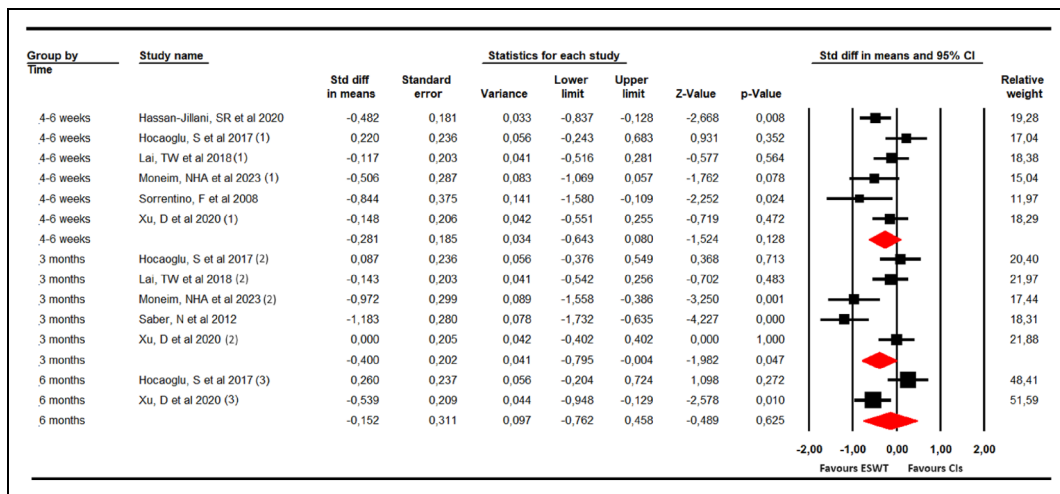 Group by Study name Statistics for each study Std diff in means and 95% CI
Time
Std diff Standard Lower Upper Relative
in means error Variance limit limit Z-Value p-Value weight
4-6 weeks Hassan-Jillani, SR et al 2020 -0,482 0,181 0,033 -0,837 -0,128 -2,668 0,008 19,28
4-6 weeks Hocaoglu, S et al 2017 (1) 0,220 0,236 0,056 -0,243 0,683 0,931 0,352 17,04
4-6 weeks Lai, TW et al 2018 (1) -0,117 0,203 0,041 -0,516 0,281 -0,577 0,564 18,38
4-6 weeks Moneim, NHA et al 2023 (1) -0,506 0,287 0,083 -1,069 0,057 -1,762 0,078 15,04
4-6 weeks Sorrentino, F et al 2008 -0,844 0,375 0,141 -1,580 -0,109 -2,252 0,024 11,97
4-6 weeks Xu, D et al 2020 (1) -0,148 0,206 0,042 -0,551 0,255 -0,719 0,472 18,29
4-6 weeks -0,281 0,185 0,034 -0,643 0,080 -1,524 0,128
3 months Hocaoglu, S et al 2017 (2) 0,087 0,236 0,056 -0,376 0,549 0,368 0,713 20,40
3 months Lai, TW et al 2018 (2) -0,143 0,203 0,041 -0,542 0,256 -0,702 0,483 21,97
3 months Moneim, NHA et al 2023 (2) -0,972 0,299 0,089 -1,558 -0,386 -3,250 0,001 17,44
3 months Saber, N et al 2012 -1,183 0,280 0,078 -1,732 -0,635 -4,227 0,000 18,31
3 months Xu, D et al 2020 (2) 0,000 0,205 0,042 -0,402 0,402 0,000 1,000 21,88
3 months -0,400 0,202 0,041 -0,795 -0,004 -1,982 0,047
6 months Hocaoglu, S et al 2017 (3) 0,260 0,237 0,056 -0,204 0,724 1,098 0,272 48,41
6 months Xu, D et al 2020 (3) -0,539 0,209 0,044 -0,948 -0,129 -2,578 0,010 51,59
6 months -0,152 0,311 0,097 -0,762 0,458 -0,489 0,625
-2,00 -1,00 0,00 1,00 2,00
Favours ESWT Favours CIs